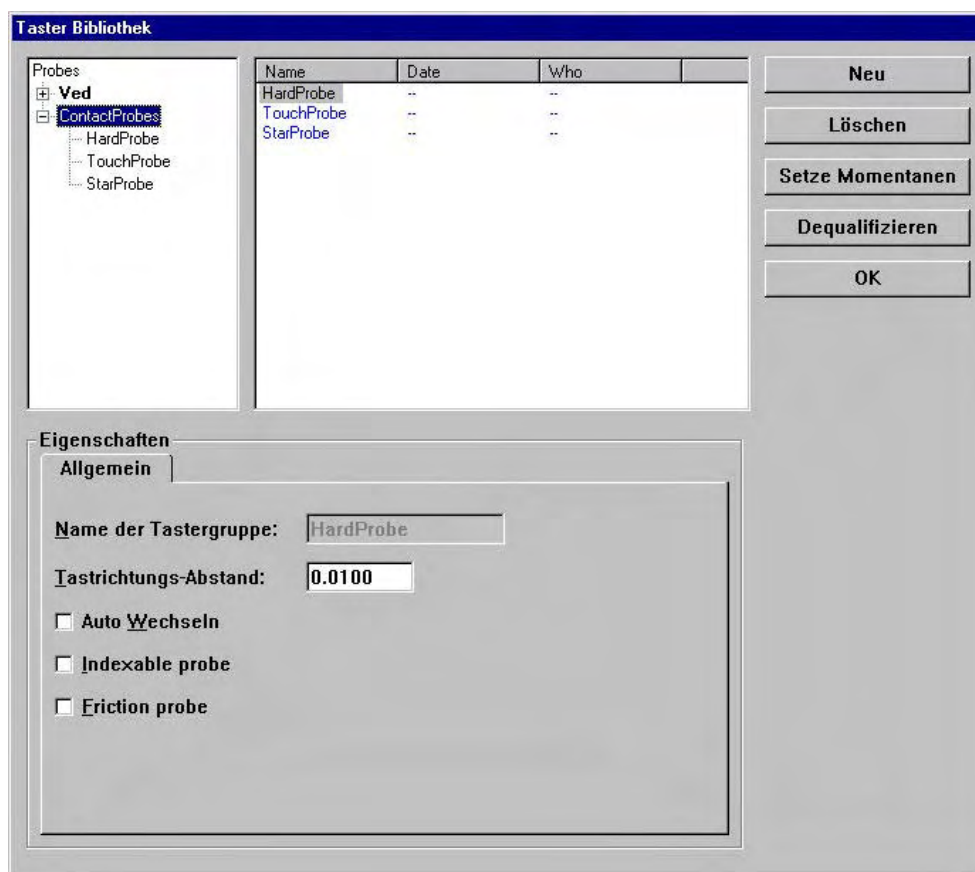 Taster Bibliothek
Probes
Ved
ContactProbes
HardProbe
TouchProbe
StarProbe
Name Date Who
HardProbe -- --
TouchProbe -- --
StarProbe -- --
Neu
Löschen
Setze Momentanen
Dequalifizieren
OK
Eigenschaften
Allgemein
Name der Tastergruppe: HardProbe
Tastrichtungs-Abstand: 0.0100
Auto Wechseln
Indexable probe
Friction probe